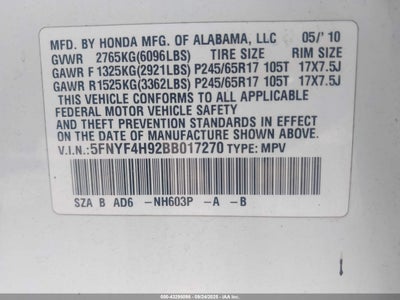 MFD. BY HONDA MFG. OF ALABAMA, LLC 05/'10
GVWR 2765KG(6096LBS) TIRE SIZE RIM SIZE
GAWR F 1325KG(2921LBS) P245/65R17 105T 17X7.5J
GAWR R1525KG(3362LBS) P245/65R17 105T 17X7.5J
THIS VEHICLE CONFORMS TO ALL APPLICABLE
FEDERAL MOTOR VEHICLE SAFETY
STANDARDS IN EFFECT
ON THE DATE OF MANUFACTURE SHOWN ABOVE.
V.I.N.: 5FNYF4H92BB017270 TYPE: MPV
SZA B AD6 -NH603P -A -B